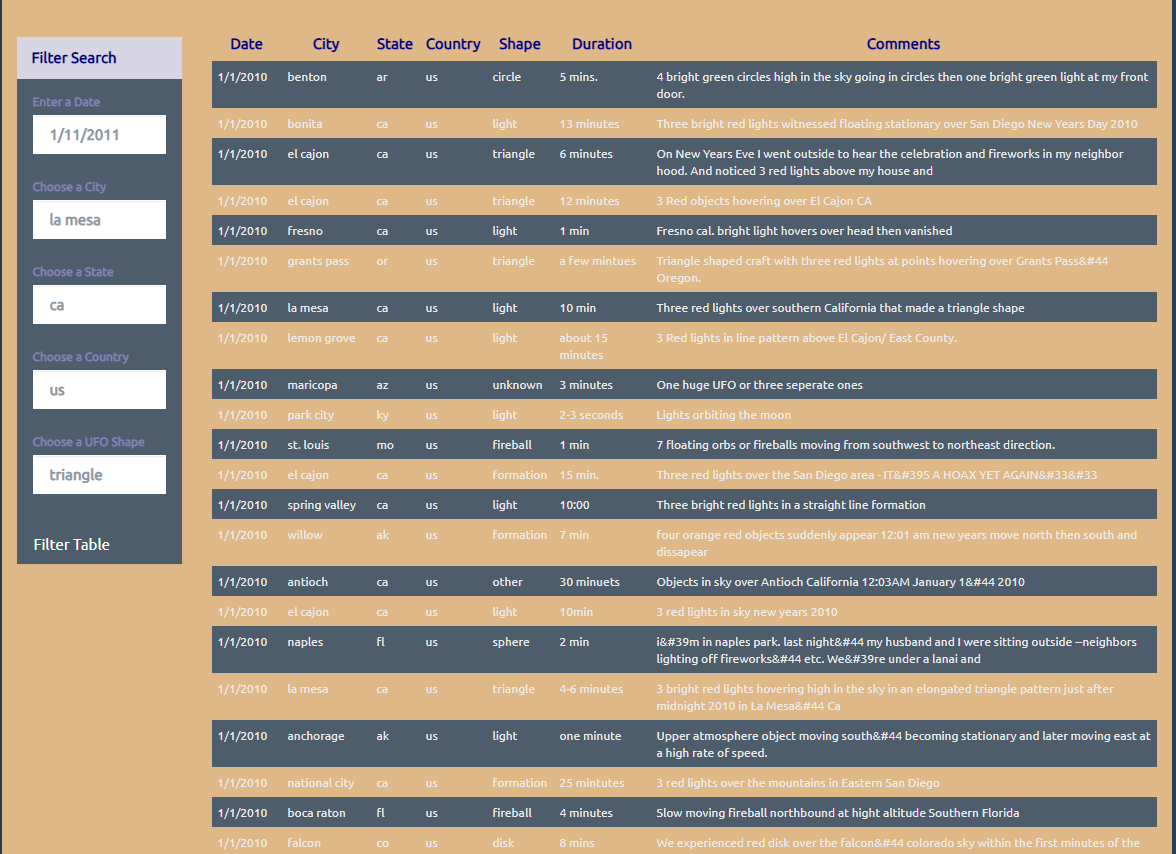 Filter Search
Enter a Date
1/11/2011
Choose a City
la mesa
Choose a State
ca
Choose a Country
us
Choose a UFO Shape
triangle
Filter Table
Date City State Country Shape Duration Comments
1/1/2010 benton ar us circle 5 mins. 4 bright green circles high in the sky going in circles then one bright green light at my front
door.
1/1/2010 bonita ca us light 13 minutes Three bright red lights witnessed floating stationary over San Diego New Years Day 2010
1/1/2010 el cajon ca us triangle 6 minutes On New Years Eve I went outside to hear the celebration and fireworks in my neighbor
hood. And noticed 3 red lights above my house and
1/1/2010 el cajon ca us triangle 12 minutes 3 Red objects hovering over El Cajon CA
1/1/2010 fresno ca us light 1 min Fresno cal. bright light hovers over head then vanished
1/1/2010 grants pass or us triangle a few mintues Triangle shaped craft with three red lights at points hovering over Grants Pass&#44
Oregon.
1/1/2010 la mesa ca us light 10 min Three red lights over southern California that made a triangle shape
1/1/2010 lemon grove ca us light about 15 3 Red lights in line pattern above El Cajon/ East County.
minutes
1/1/2010 maricopa az us unknown 3 minutes One huge UFO or three seperate ones
1/1/2010 park city ky us light 2-3 seconds Lights orbiting the moon
1/1/2010 st. louis mo us fireball 1 min 7 floating orbs or fireballs moving from southwest to northeast direction.
1/1/2010 el cajon ca us formation 15 min. Three red lights over the San Diego area - IT&#39S A HOAX YET AGAIN&#33&#33
1/1/2010 spring valley ca us light 10:00 Three bright red lights in a straight line formation
1/1/2010 willow ak us formation 7 min four orange red objects suddenly appear 12:01 am new years move north then south and
dissapear
1/1/2010 antioch ca us other 30 minuets Objects in sky over Antioch California 12:03AM January 1&#44 2010
1/1/2010 el cajon ca us light 10min 3 red lights in sky new years 2010
1/1/2010 naples fl us sphere 2 min i&#39m in naples park. last night&#44 my husband and I were sitting outside --neighbors
lighting off fireworks&#44 etc. We&#39re under a lanai and
1/1/2010 la mesa ca us triangle 4-6 minutes 3 bright red lights hovering high in the sky in an elongated triangle pattern just after
midnight 2010 in La Mesa&#44 Ca
1/1/2010 anchorage ak us light one minute Upper atmosphere object moving south&#44 becoming stationary and later moving east at
a high rate of speed.
1/1/2010 national city ca us formation 25 mintutes 3 red lights over the mountains in Eastern San Diego
1/1/2010 boca raton fl us fireball 4 minutes Slow moving fireball northbound at hight altitude Southern Florida
1/1/2010 falcon co us disk 8 mins We experienced red disk over the falcon&#44 colorado sky within the first minutes of the